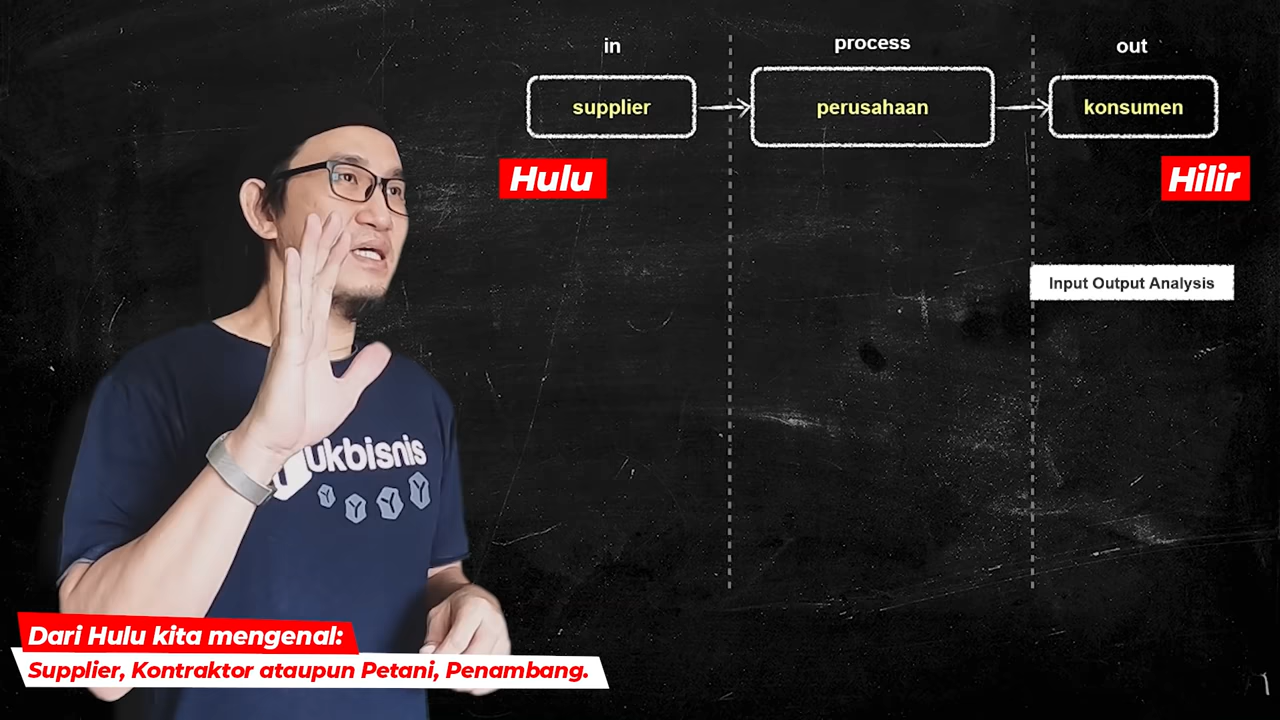 in
process
out
supplier
perusahaan
konsumen
Hulu
Hilir
Input Output Analysis
ukbisnis
Dari Hulu kita mengenal:
Supplier, Kontraktor ataupun Petani, Penambang.